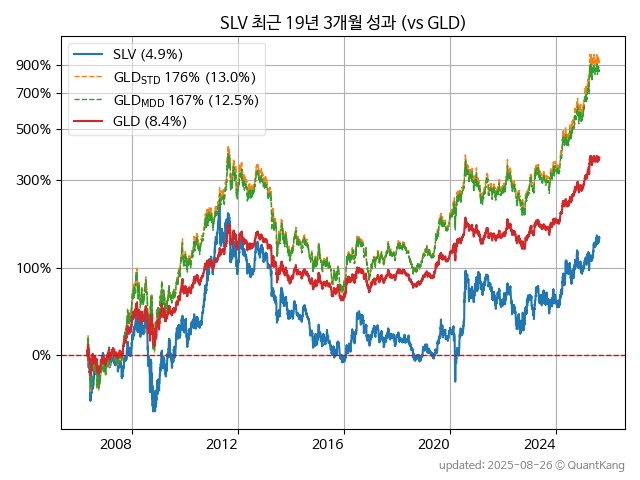 SLV 최근 19년 3개월 성과 (vs GLD)
SLV (4.9%)
GLD_STD 176% (13.0%)
GLD_MDD 167% (12.5%)
GLD (8.4%)
900%
700%
500%
300%
100%
0%
2008 2012 2016 2020 2024
updated: 2025-08-26 © QuantKang